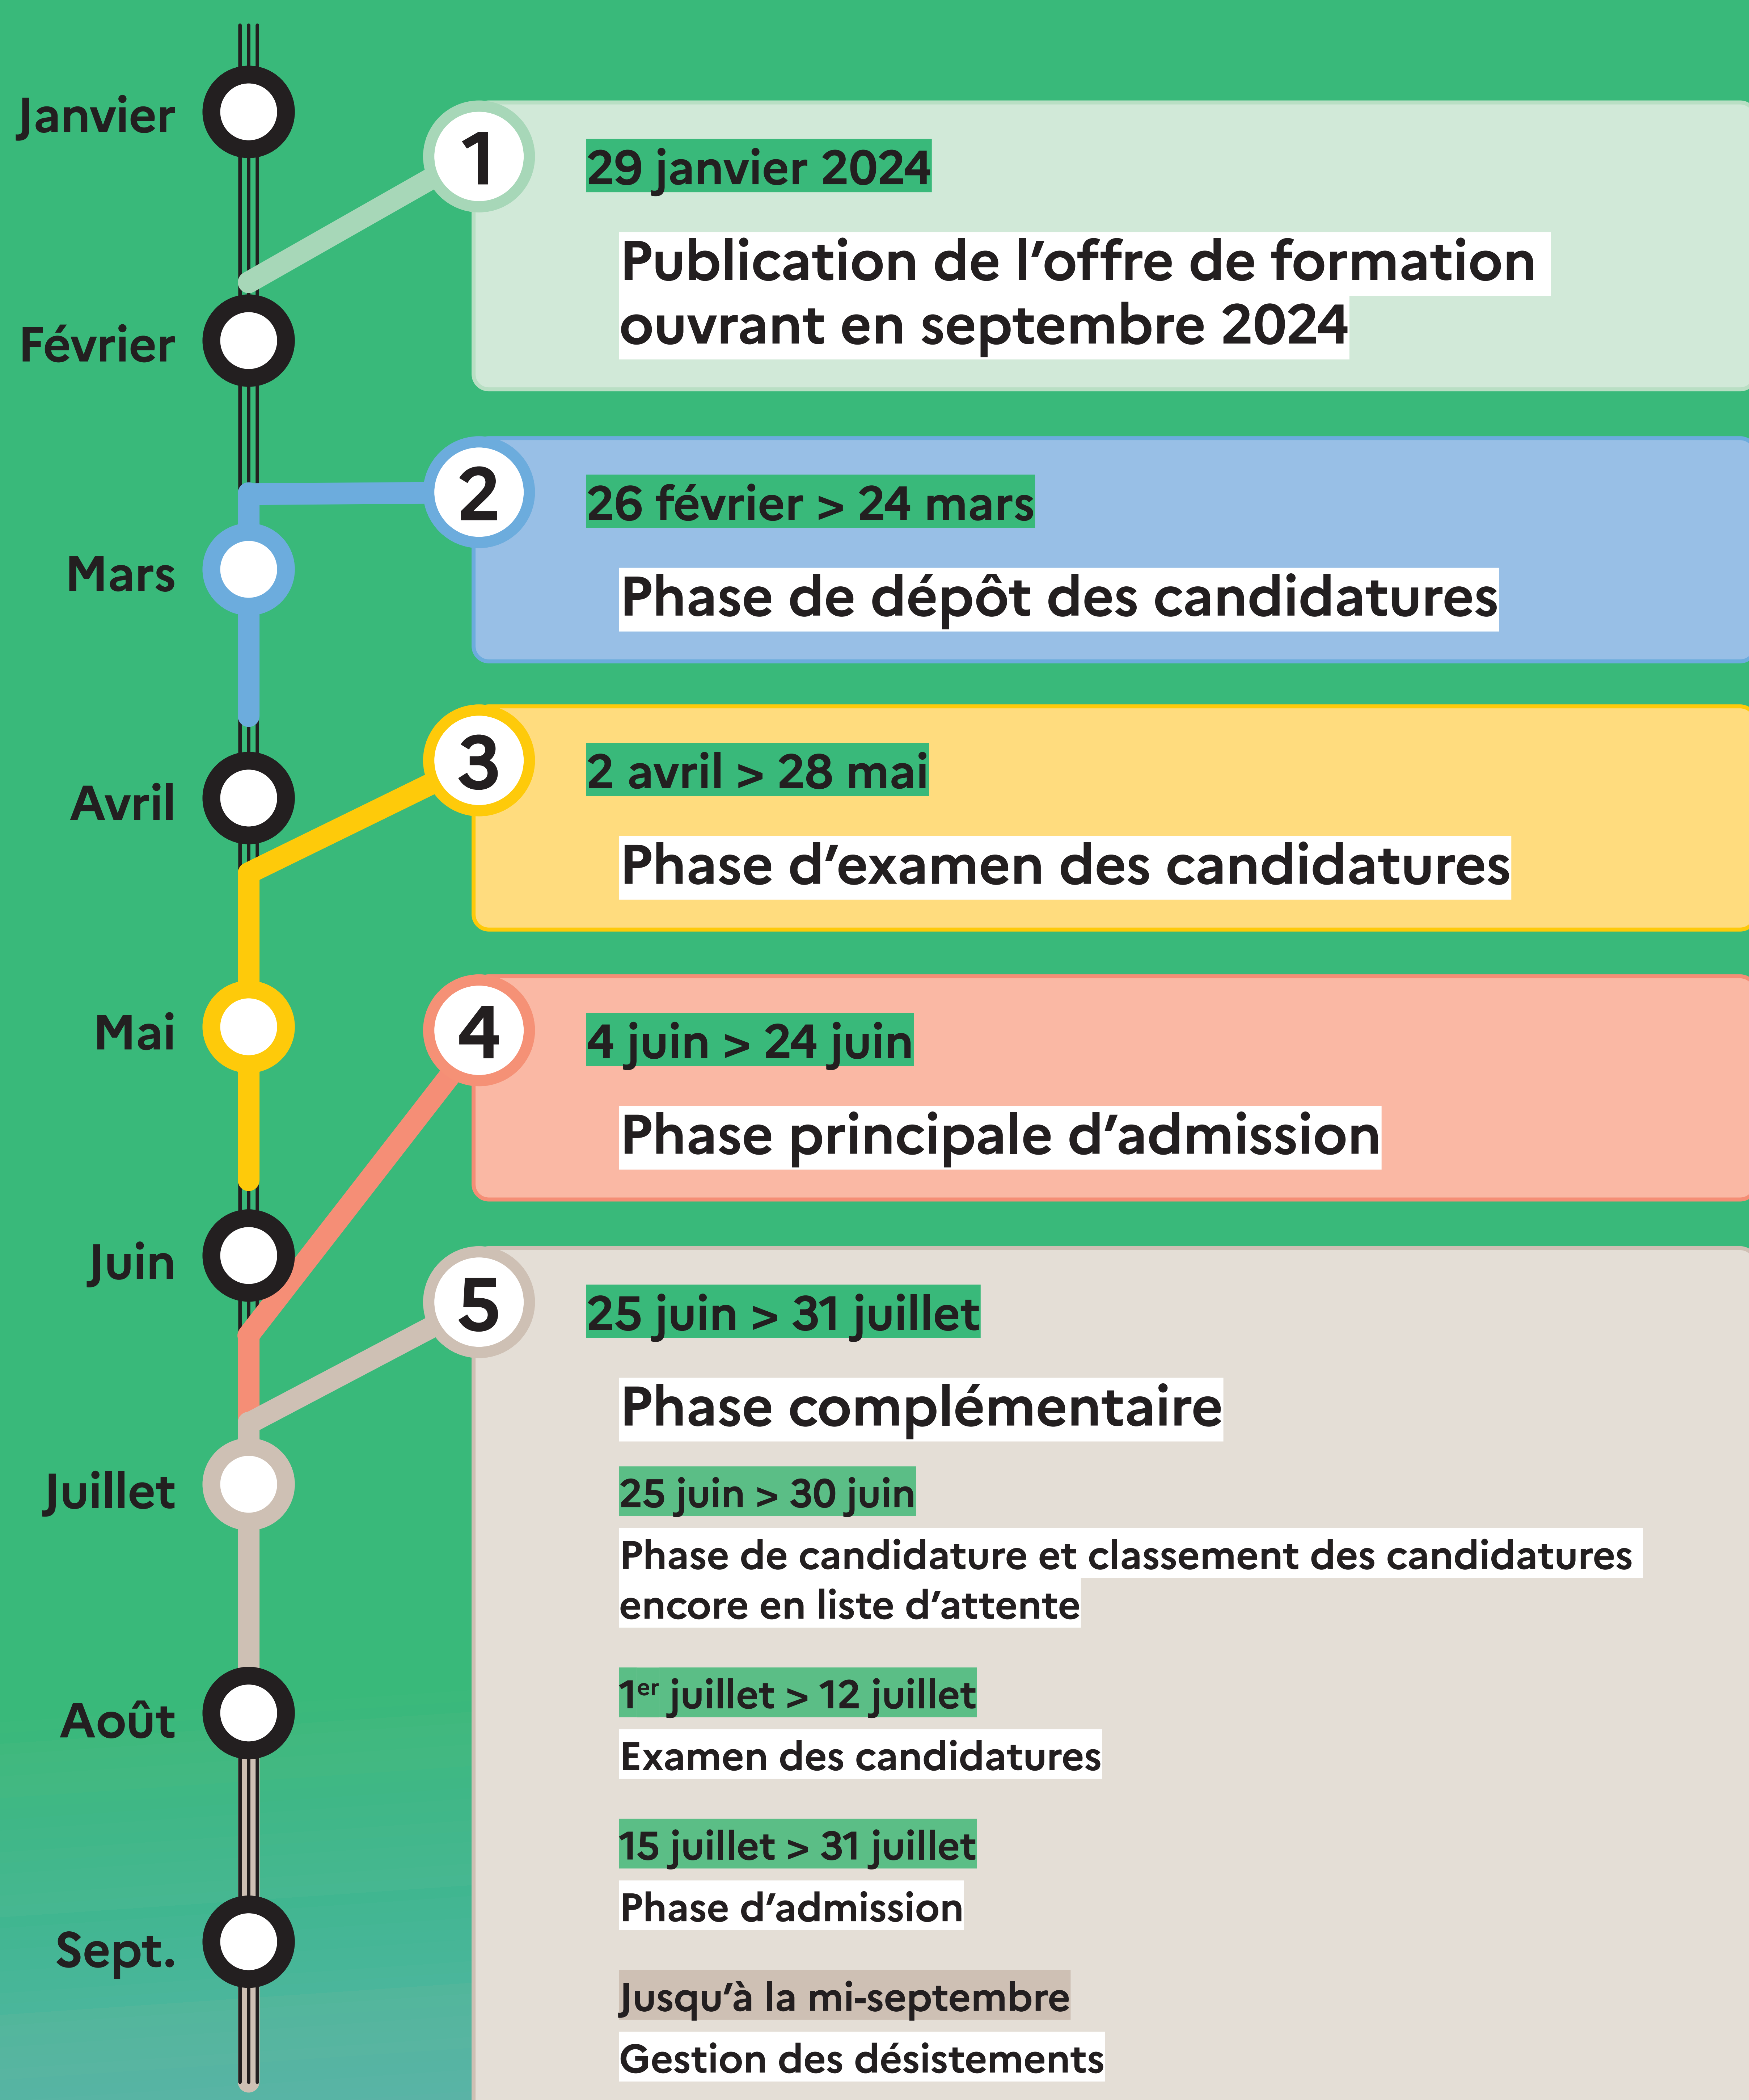 Janvier
1
29 janvier 2024
Publication de l’offre de formation
ouvrant en septembre 2024
Février
2
26 février > 24 mars
Phase de dépôt des candidatures
Mars
3
2 avril > 28 mai
Phase d’examen des candidatures
Avril
4
4 juin > 24 juin
Phase principale d’admission
Mai
Juin
5
25 juin > 31 juillet
Phase complémentaire
Juillet
25 juin > 30 juin
Phase de candidature et classement des candidatures
encore en liste d’attente
Août
1er juillet > 12 juillet
Examen des candidatures
15 juillet > 31 juillet
Phase d’admission
Sept.
Jusqu’à la mi-septembre
Gestion des désistements